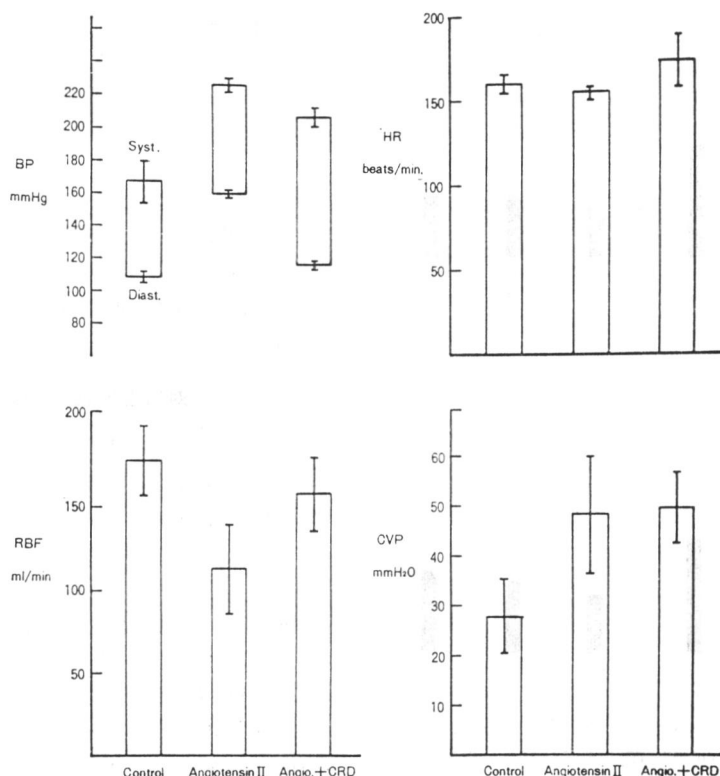 220
200
180
160
140
120
100
80
BP
mmHg
Syst.
Diast.
200
150
100
50
HR
beats/min.
200
150
100
50
RBF
ml/min
Control
Angiotensin II
Angio.+CRD
60
50
40
30
20
10
CVP
mmH₂O
Control
Angiotensin II
Angio.+CRD